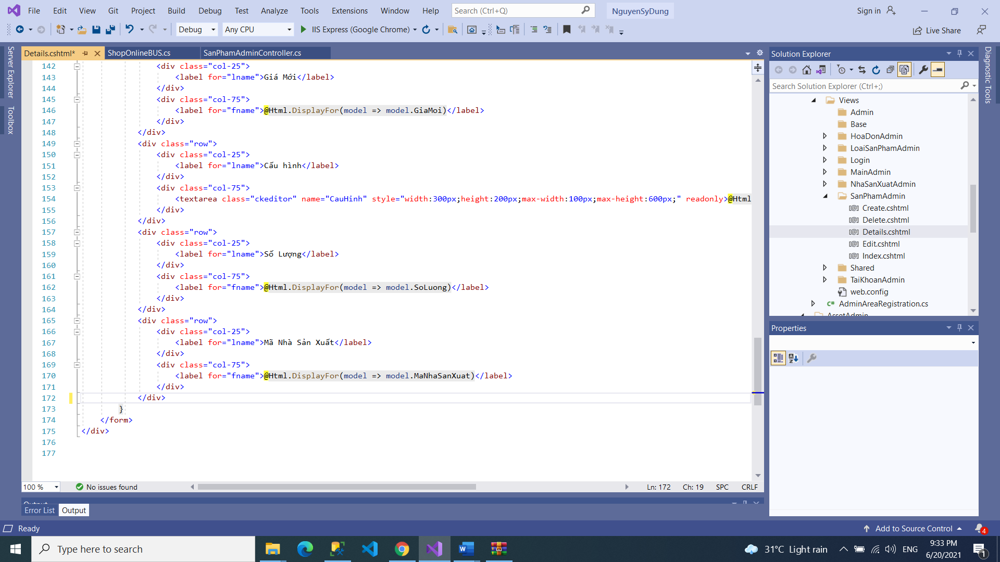 File Edit View Git Project Build Debug Test Analyze Tools Extensions Window Help Search (Ctrl+Q) NguyenSyDung Sign in
Debug Any CPU IIS Express (Google Chrome) Live Share
Server Explorer
Toolbox
Diagnostic Tools
Details.cshtml* ShopOnlineBUS.cs SanPhamAdminController.cs
142 <div class="col-25">
143 <label for="lname">Giá Mới</label>
144 </div>
145 <div class="col-75">
146 <label for="fname">@Html.DisplayFor(model => model.GiaMoi)</label>
147 </div>
148 </div>
149 <div class="row">
150 <div class="col-25">
151 <label for="lname">Cấu hình</label>
152 </div>
153 <div class="col-75">
154 <textarea class="ckeditor" name="CauHinh" style="width:300px;height:200px;max-width:100px;max-height:600px;" readonly>@Html
155 </div>
156 </div>
157 <div class="row">
158 <div class="col-25">
159 <label for="lname">Số Lượng</label>
160 </div>
161 <div class="col-75">
162 <label for="fname">@Html.DisplayFor(model => model.SoLuong)</label>
163 </div>
164 </div>
165 <div class="row">
166 <div class="col-25">
167 <label for="lname">Mã Nhà Sản Xuất</label>
168 </div>
169 <div class="col-75">
170 <label for="fname">@Html.DisplayFor(model => model.MaNhaSanXuat)</label>
171 </div>
172 </div>
173 }
174 </form>
175 </div>
176
177
100 % No issues found Ln: 172 Ch: 19 SPC CRLF
Output
Error List Output
Solution Explorer
Search Solution Explorer (Ctrl+;)
Views
Admin
Base
HoaDonAdmin
LoaiSanPhamAdmin
Login
MainAdmin
NhaSanXuatAdmin
SanPhamAdmin
Create.cshtml
Delete.cshtml
Details.cshtml
Edit.cshtml
Index.cshtml
Shared
TaiKhoanAdmin
web.config
AdminAreaRegistration.cs
AssetAdmin
Properties
Ready Add to Source Control 4
Type here to search 31°C Light rain ENG 9:33 PM
6/20/2021 1